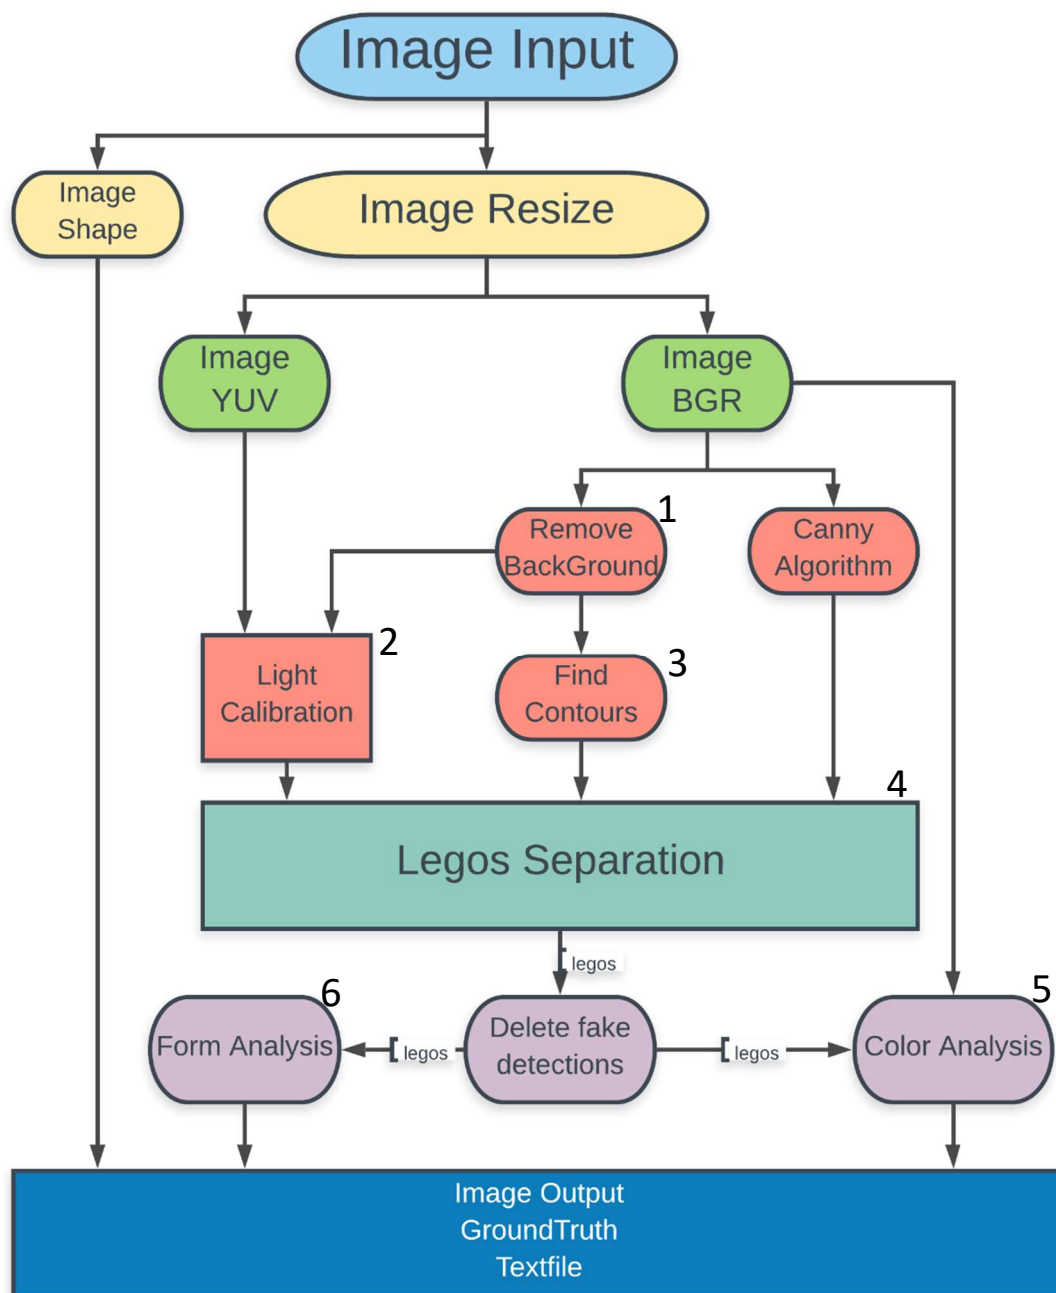 Image Input
Image
Shape
Image Resize
Image
YUV
Image
BGR
1
Remove
BackGround
Canny
Algorithm
2
Light
Calibration
3
Find
Contours
4
Legos Separation
legos
6
Form Analysis
legos
Delete fake
detections
legos
5
Color Analysis
Image Output
GroundTruth
Textfile